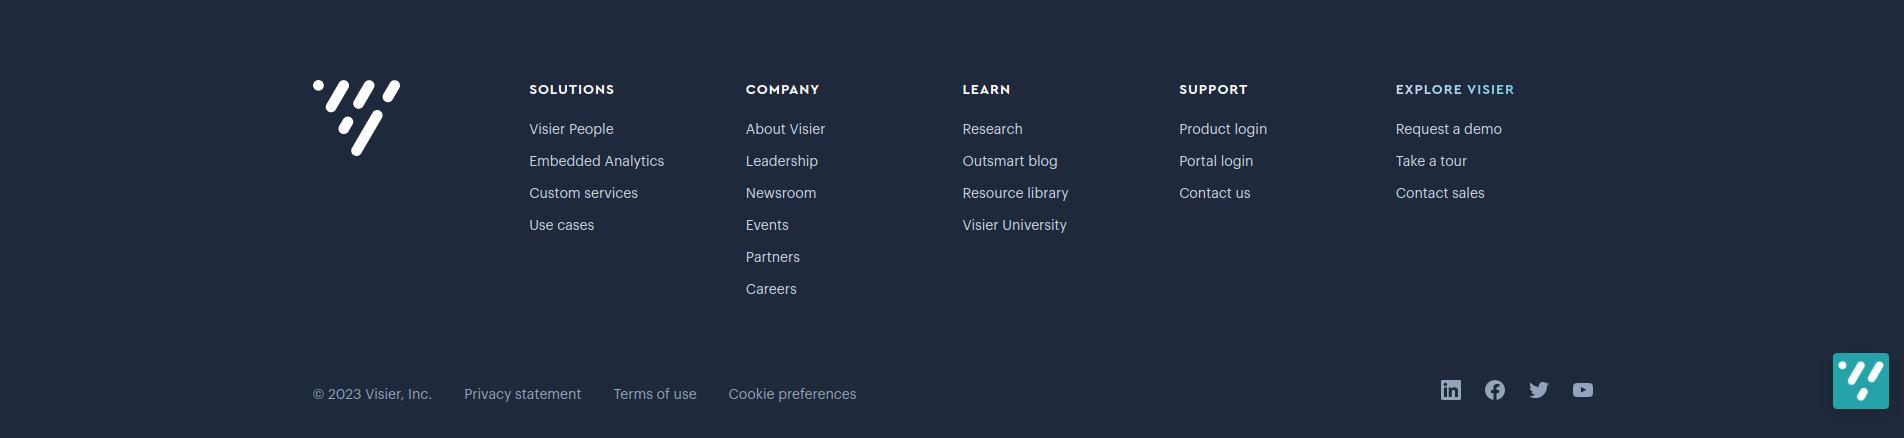 SOLUTIONS
Visier People
Embedded Analytics
Custom services
Use cases
COMPANY
About Visier
Leadership
Newsroom
Events
Partners
Careers
LEARN
Research
Outsmart blog
Resource library
Visier University
SUPPORT
Product login
Portal login
Contact us
EXPLORE VISIER
Request a demo
Take a tour
Contact sales
© 2023 Visier, Inc. Privacy statement Terms of use Cookie preferences